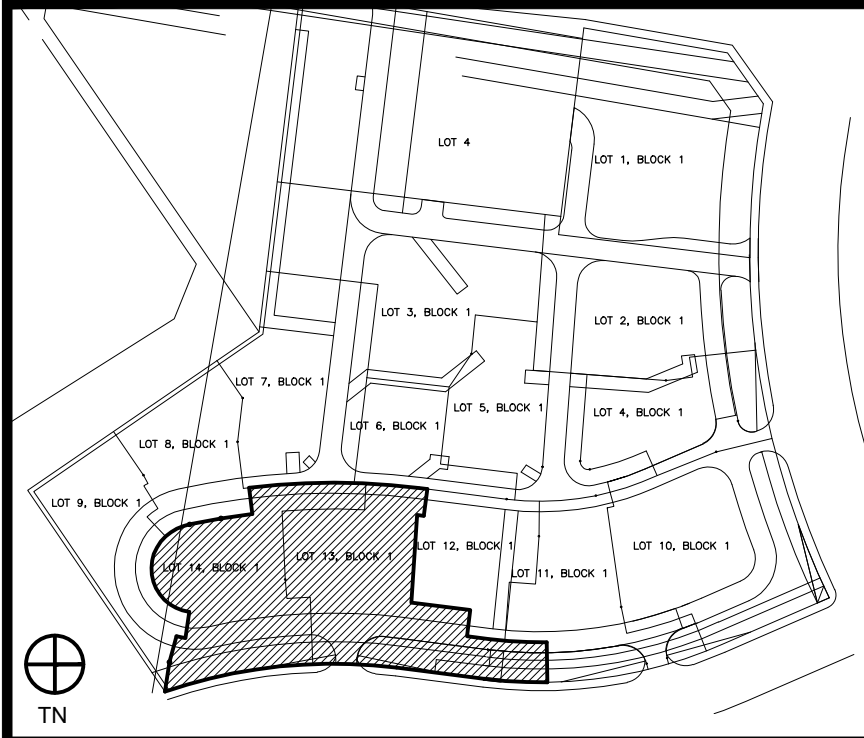 LOT 4
LOT 1, BLOCK 1
LOT 3, BLOCK 1
LOT 2, BLOCK 1
LOT 7, BLOCK 1
LOT 5, BLOCK 1
LOT 4, BLOCK 1
LOT 6, BLOCK 1
LOT 8, BLOCK 1
LOT 9, BLOCK 1
LOT 12, BLOCK 1
LOT 10, BLOCK 1
LOT 13, BLOCK 1
LOT 14, BLOCK 1
LOT 11, BLOCK 1
TN